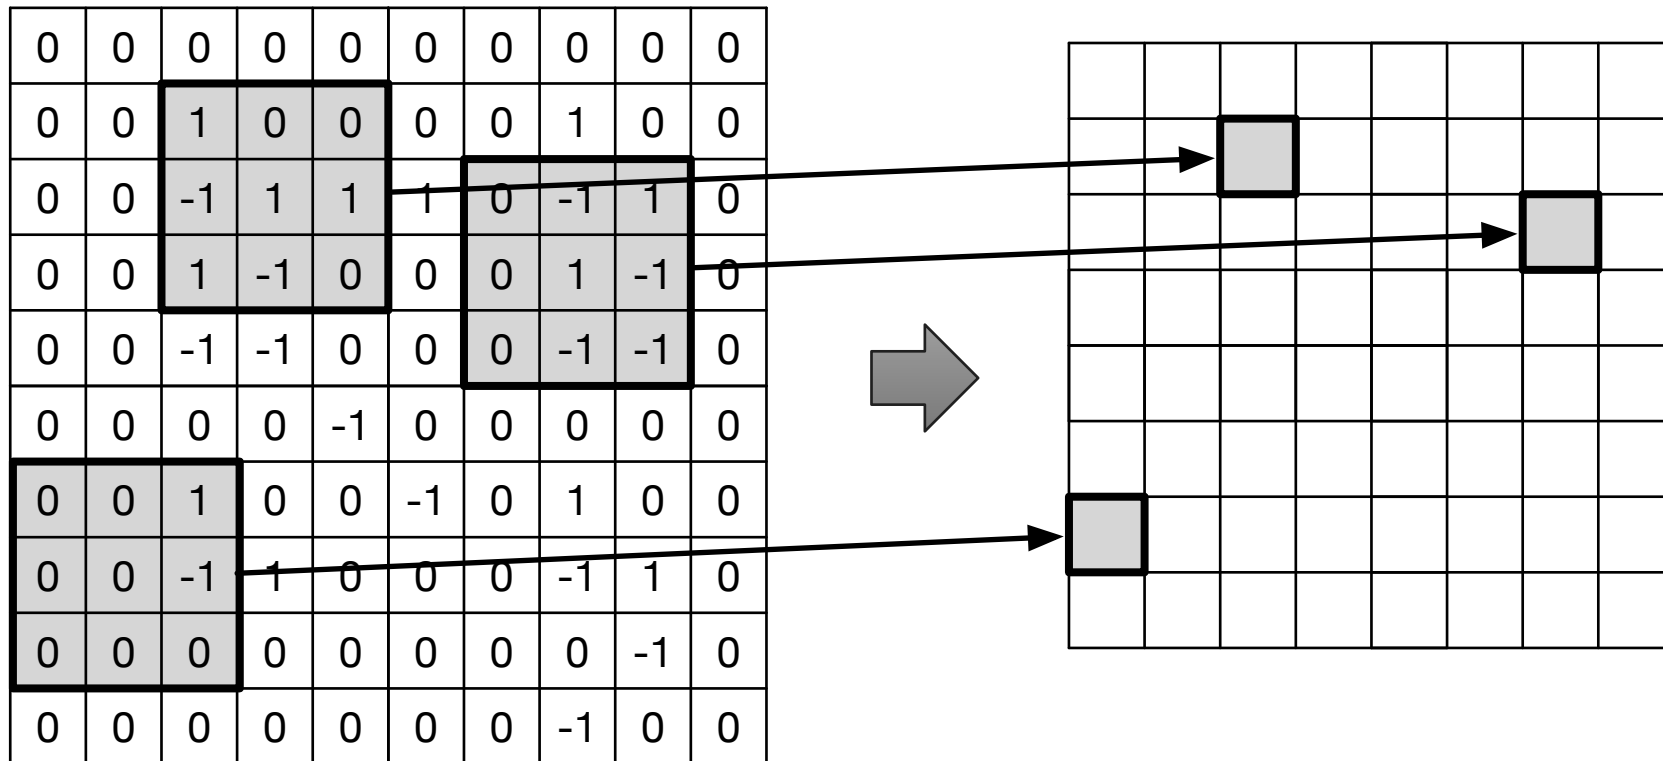 0 0 0 0 0 0 0 0 0 0
0 0 1 0 0 0 0 1 0 0
0 0 -1 1 1 1 0 -1 1 0
0 0 1 -1 0 0 0 1 -1 0
0 0 -1 -1 0 0 0 -1 -1 0
0 0 0 0 -1 0 0 0 0 0
0 0 1 0 0 -1 0 1 0 0
0 0 -1 1 0 0 0 -1 1 0
0 0 0 0 0 0 0 0 -1 0
0 0 0 0 0 0 0 -1 0 0